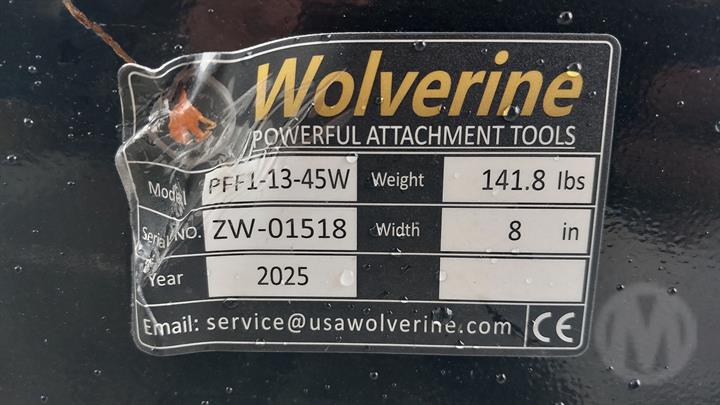 Wolverine
POWERFUL ATTACHMENT TOOLS
Model PFF1-13-45W Weight 141.8 lbs
Serial NO. ZW-01518 Width 8 in
Year 2025
Email: service@usawolverine.com CE
M